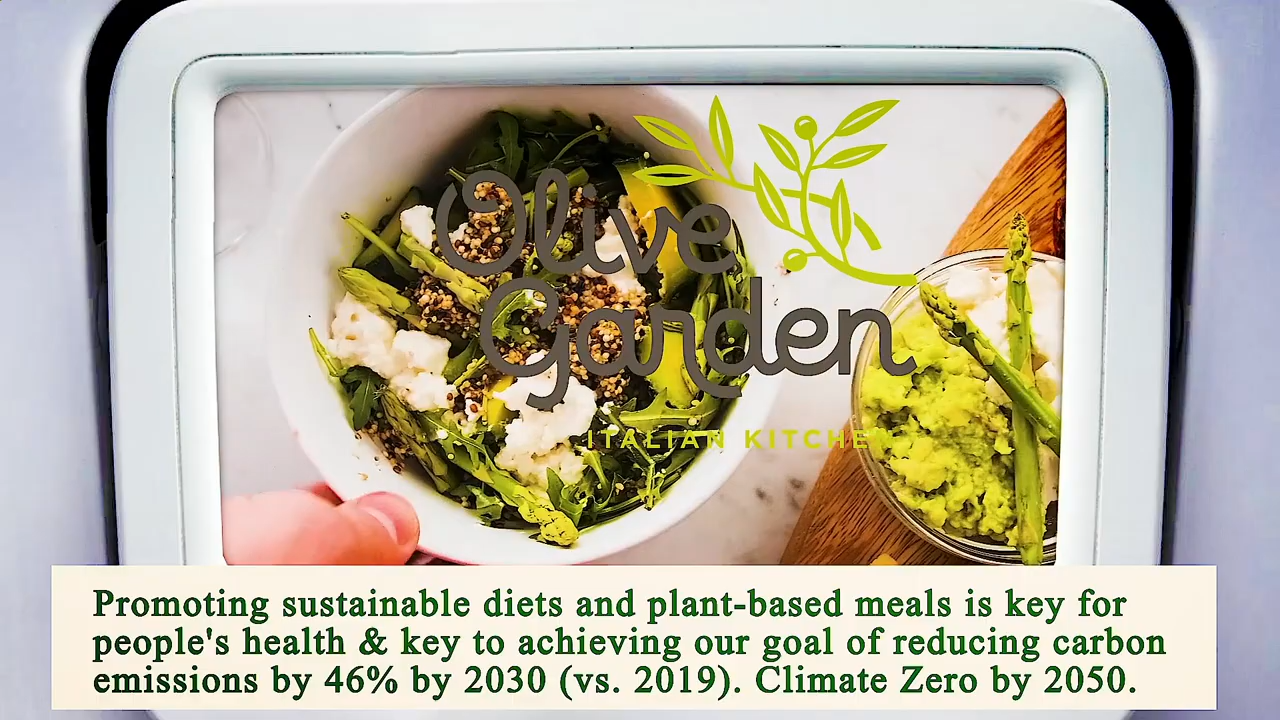 Olive
Garden
ITALIAN KITCHEN
Promoting sustainable diets and plant-based meals is key for
people's health & key to achieving our goal of reducing carbon
emissions by 46% by 2030 (vs. 2019). Climate Zero by 2050.